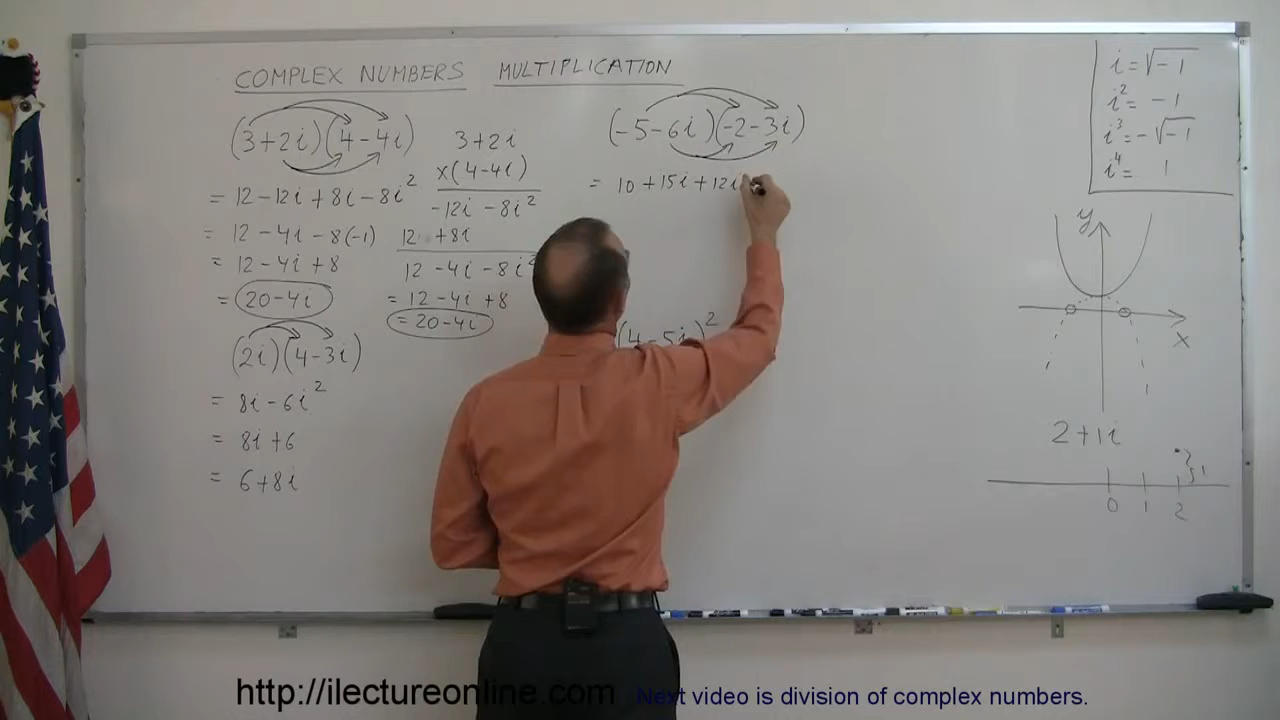 COMPLEX NUMBERS MULTIPLICATION
(3+2i)(4-4i)
= 12-12i+8i-8i²
= 12-4i-8(-1)
= 12-4i+8
= 20-4i
3+2i
x(4-4i)
-12i-8i²
12 +8i
12-4i-8i²
= 12-4i+8
= 20-4i
(2i)(4-3i)
= 8i-6i²
= 8i+6
= 6+8i
(-5-6i)(-2-3i)
= 10+15i+12i
(4-5i)²
i=√-1
i²= -1
i³=-√-1
i⁴= 1
y
x
2+1i
1
0 1 2
http://ilectureonline.com Next video is division of complex numbers.